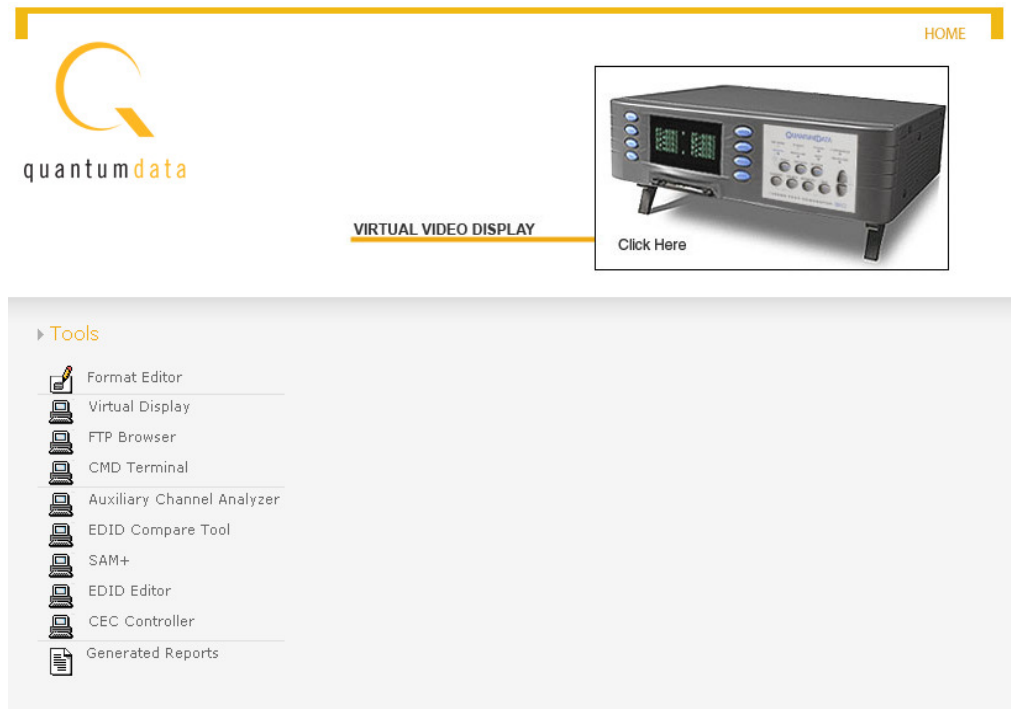 HOME
quantumdata
QUANTUMDATA
VIRTUAL VIDEO DISPLAY
Click Here
Tools
Format Editor
Virtual Display
FTP Browser
CMD Terminal
Auxiliary Channel Analyzer
EDID Compare Tool
SAM+
EDID Editor
CEC Controller
Generated Reports